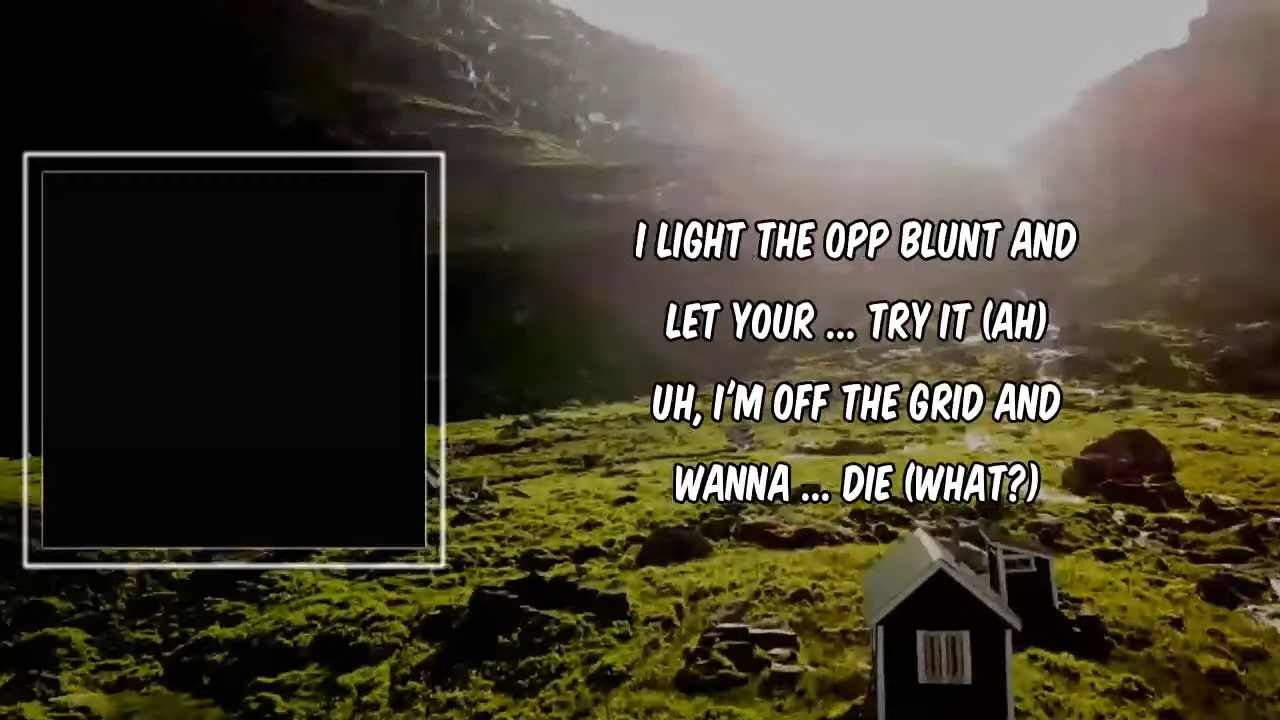 I LIGHT THE OPP BLUNT AND
LET YOUR ... TRY IT (AH)
UH, I'M OFF THE GRID AND
WANNA ... DIE (WHAT?)